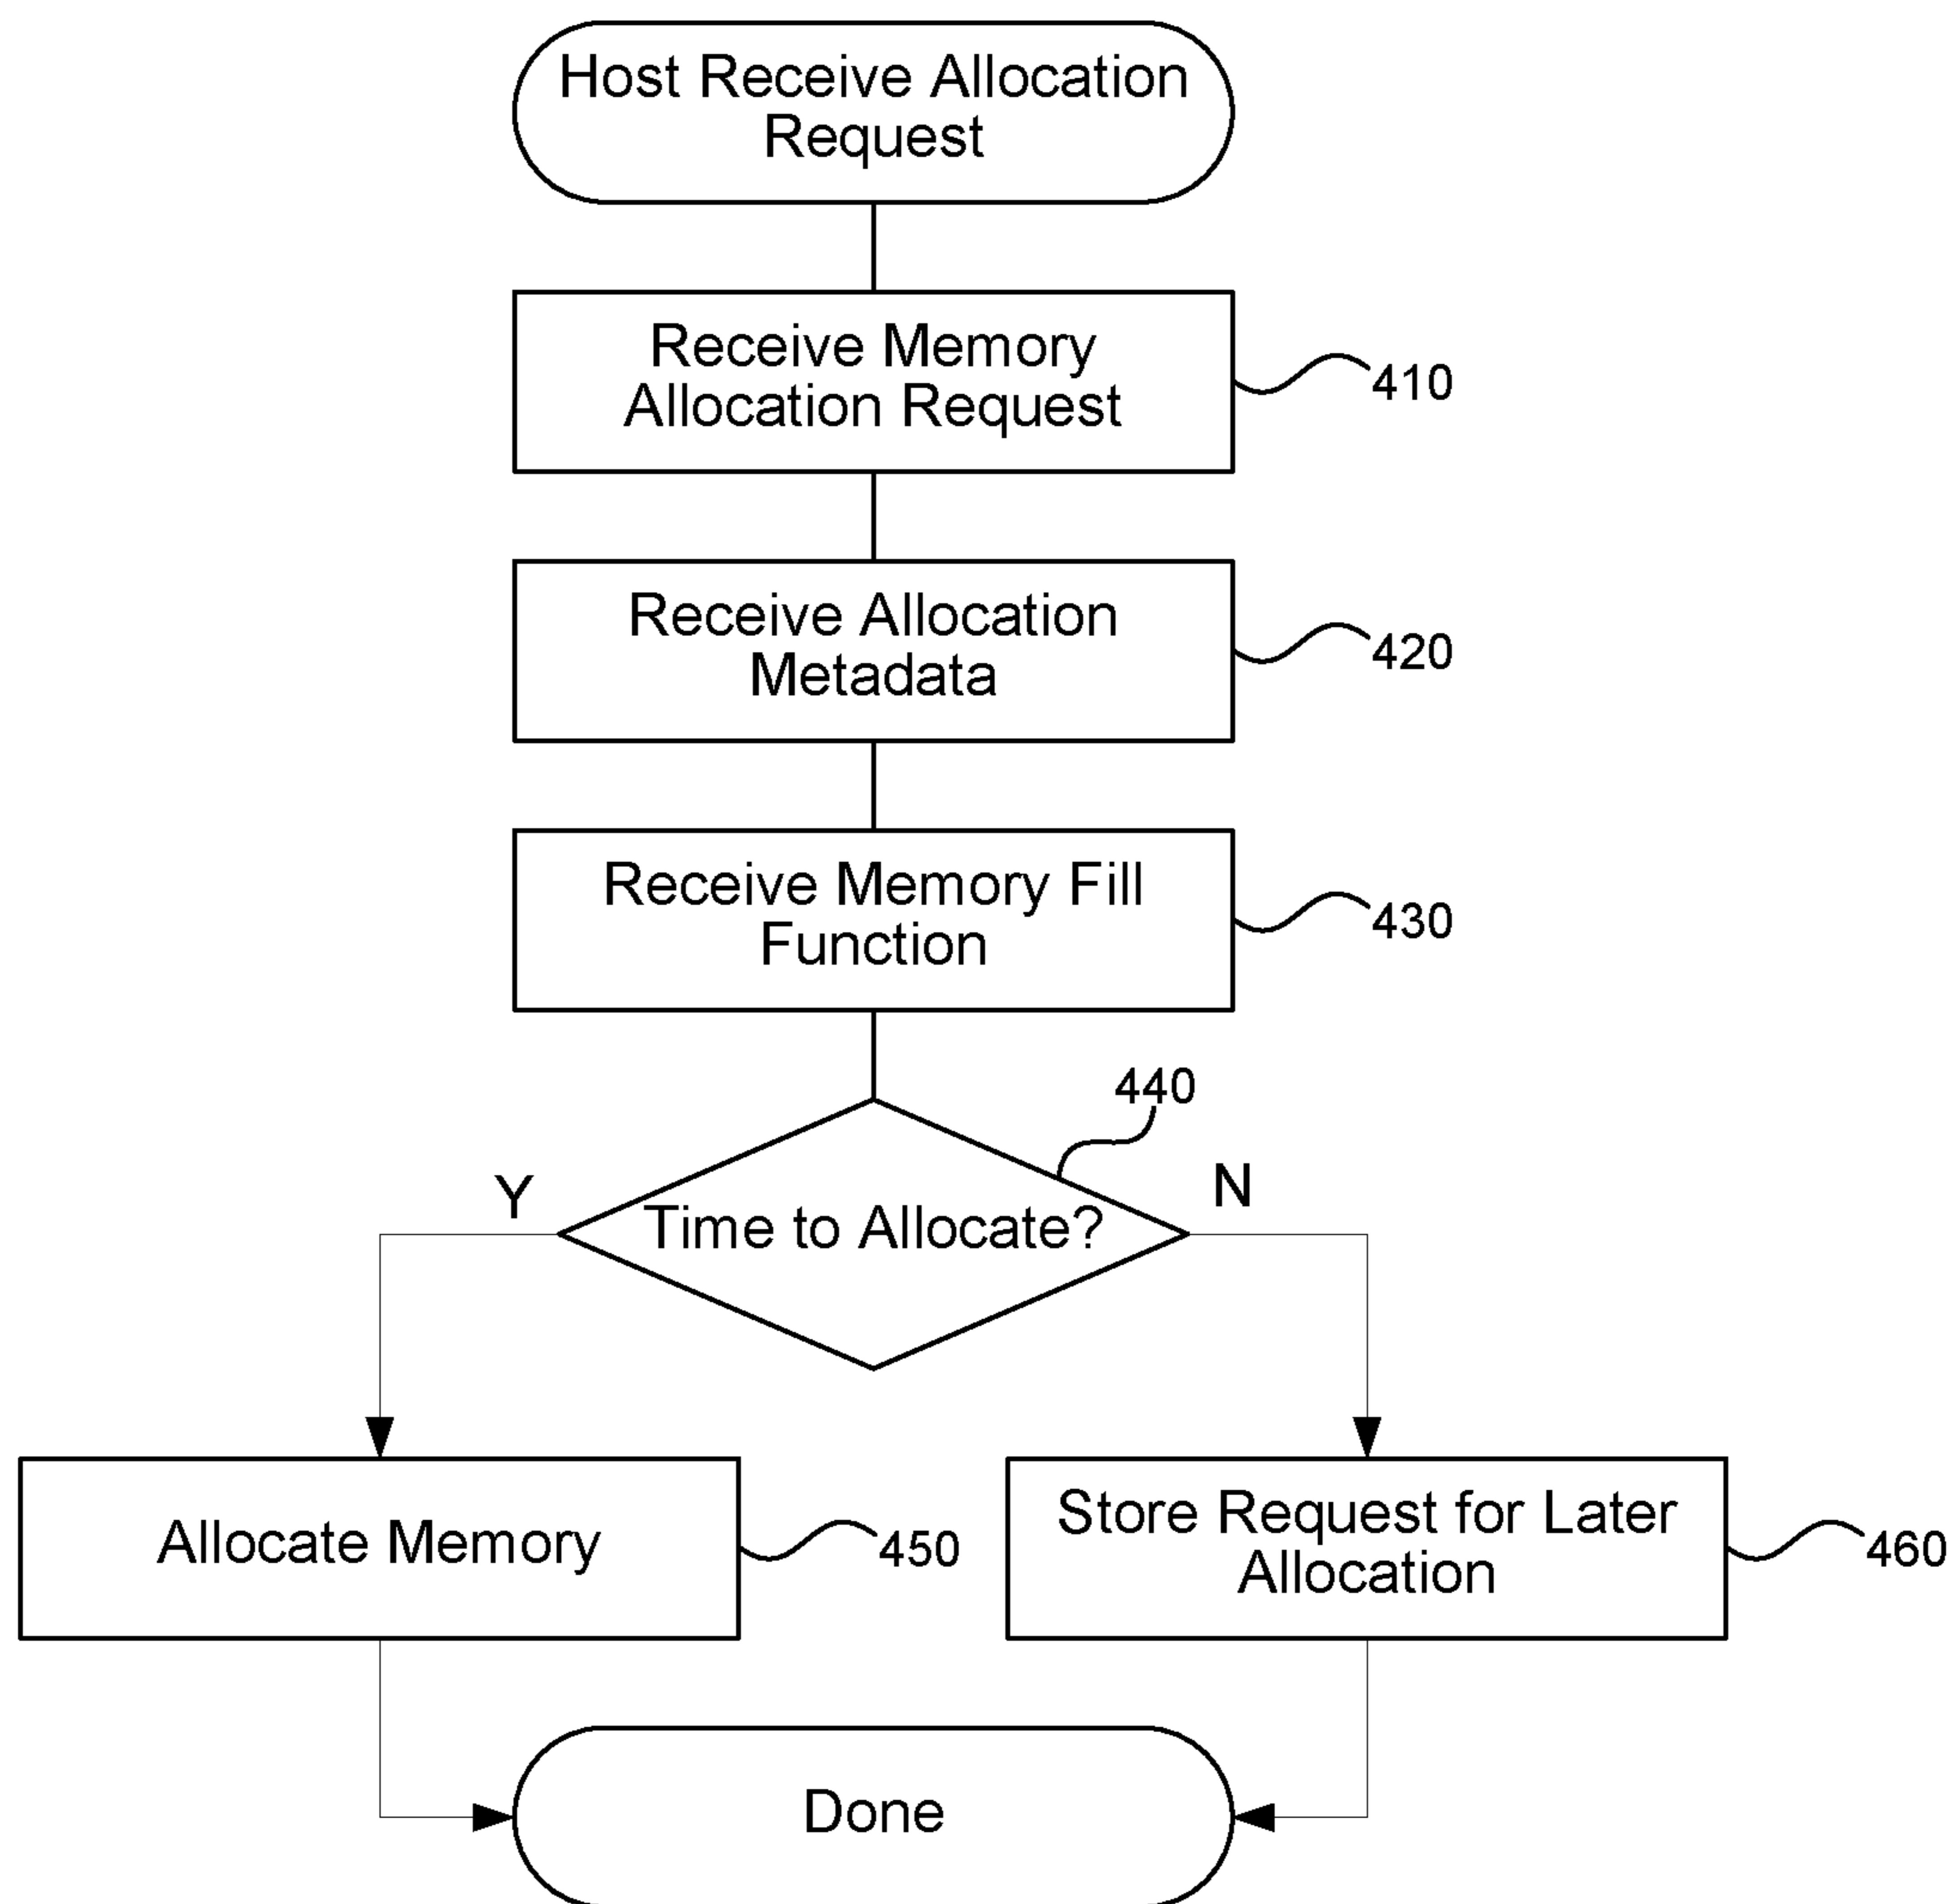 Host Receive Allocation
Request
Receive Memory
Allocation Request
410
Receive Allocation
Metadata
420
Receive Memory Fill
Function
430
440
Y
N
Time to Allocate?
Allocate Memory
450
Store Request for Later
Allocation
460
Done